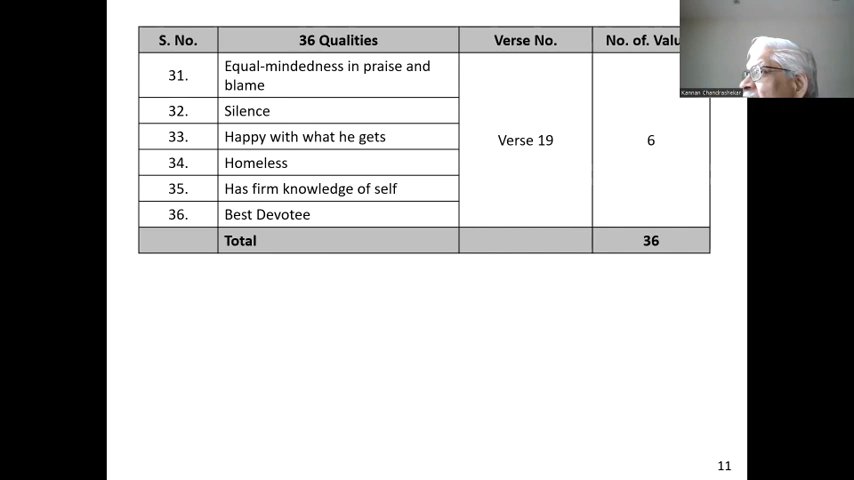 S. No. 36 Qualities Verse No. No. of. Valu
31. Equal-mindedness in praise and
blame
32. Silence
33. Happy with what he gets
Verse 19 6
34. Homeless
35. Has firm knowledge of self
36. Best Devotee
Total 36
Kannan Chandrashekar
11